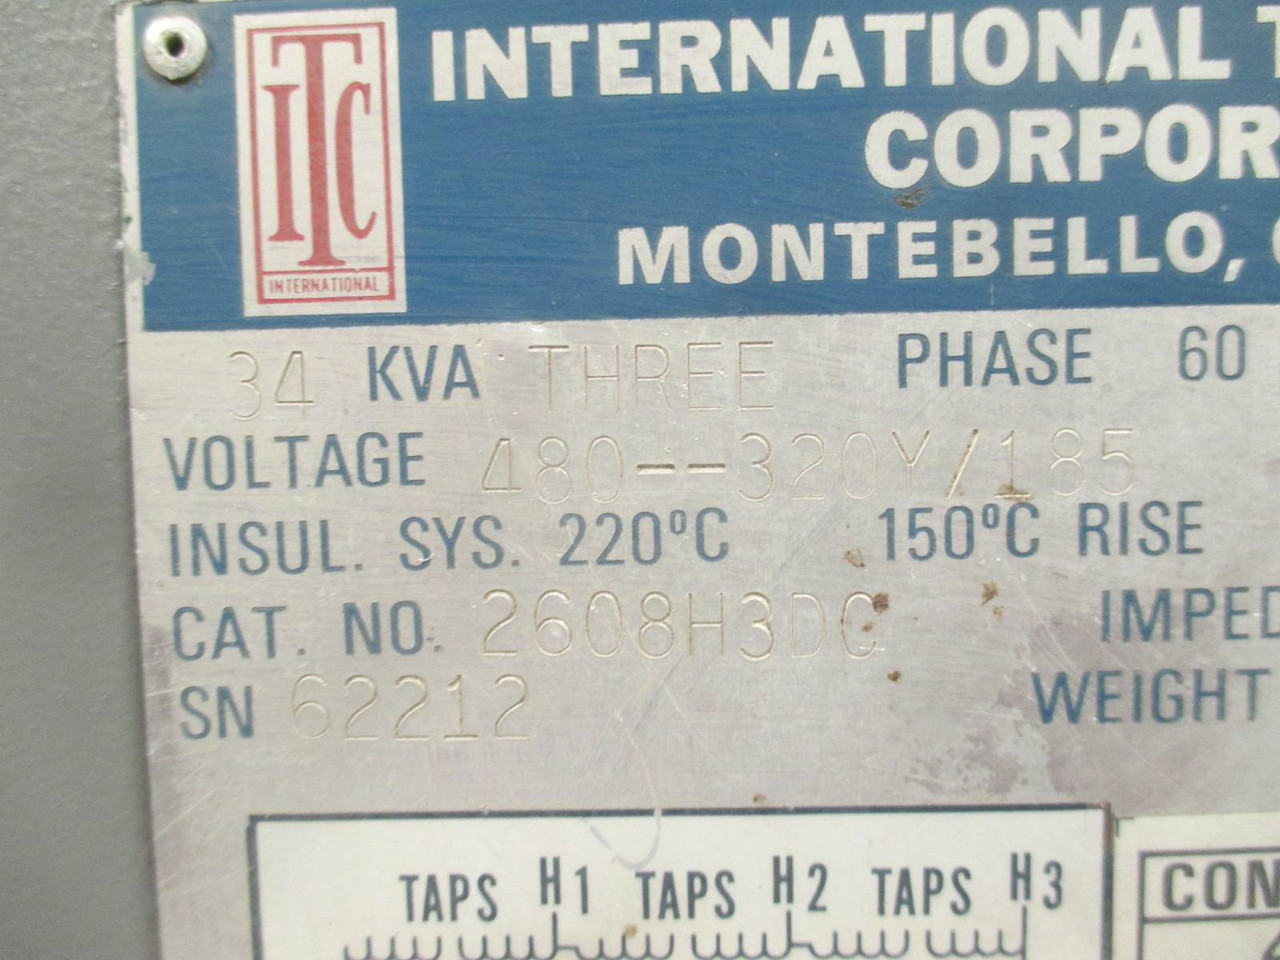 ITC
INTERNATIONAL
INTERNATIONAL T
CORPOR
MONTEBELLO, C
34 KVA THREE PHASE 60
VOLTAGE 480--320Y/185
INSUL. SYS. 220°C 150°C RISE
CAT. NO. 2608H3DC IMPED
SN 62212 WEIGHT
TAPS H1 TAPS H2 TAPS H3
CON